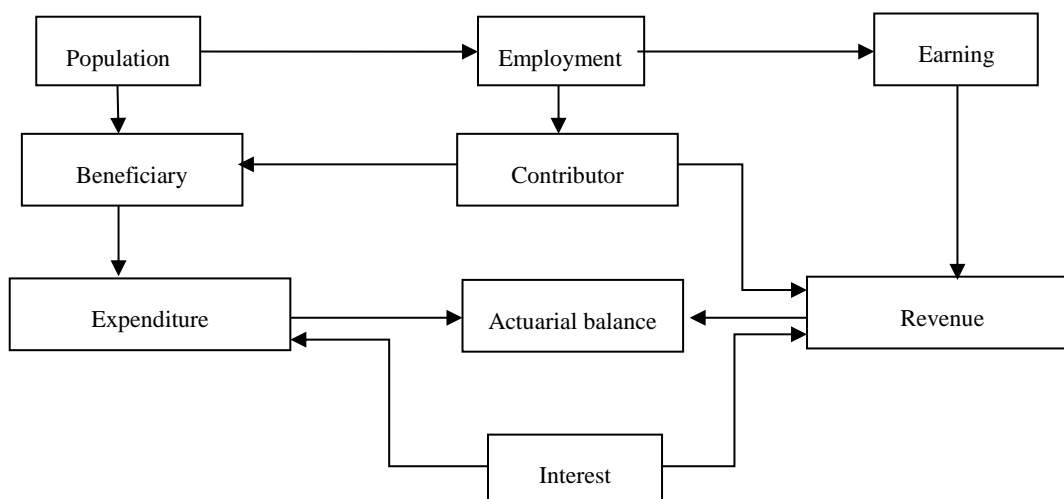 Population
Employment
Earning
Beneficiary
Contributor
Expenditure
Actuarial balance
Revenue
Interest